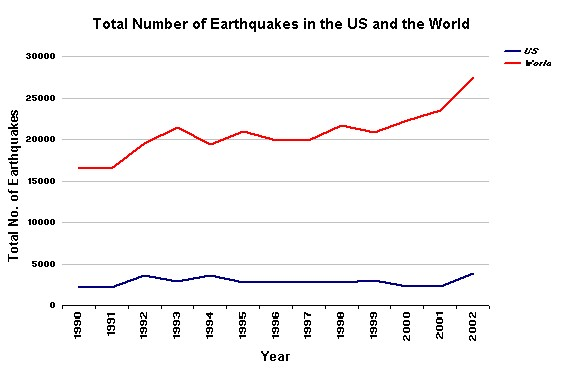 Total Number of Earthquakes in the US and the World
US
World
Total No. of Earthquakes
30000
25000
20000
15000
10000
5000
0
1990 1991 1992 1993 1994 1995 1996 1997 1998 1999 2000 2001 2002
Year